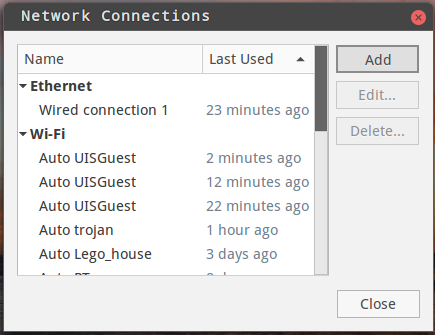 Network Connections
Name Last Used
Add
Ethernet
Wired connection 1 23 minutes ago
Edit...
Delete...
Wi-Fi
Auto UISGuest 2 minutes ago
Auto UISGuest 12 minutes ago
Auto UISGuest 22 minutes ago
Auto trojan 1 hour ago
Auto Lego_house 3 days ago
Auto
Close